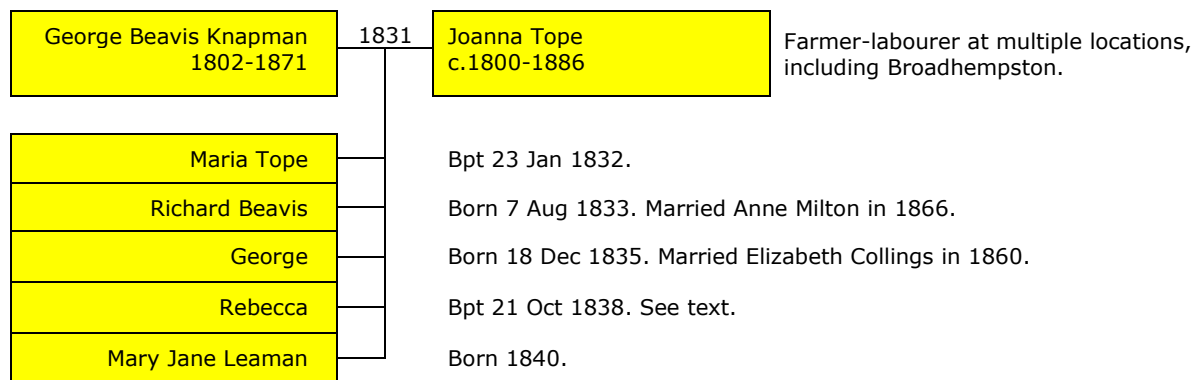 George Beavis Knapman
1802-1871
1831
Joanna Tope
c.1800-1886
Farmer-labourer at multiple locations,
including Broadhempston.
Maria Tope
Bpt 23 Jan 1832.
Richard Beavis
Born 7 Aug 1833. Married Anne Milton in 1866.
George
Born 18 Dec 1835. Married Elizabeth Collings in 1860.
Rebecca
Bpt 21 Oct 1838. See text.
Mary Jane Leaman
Born 1840.